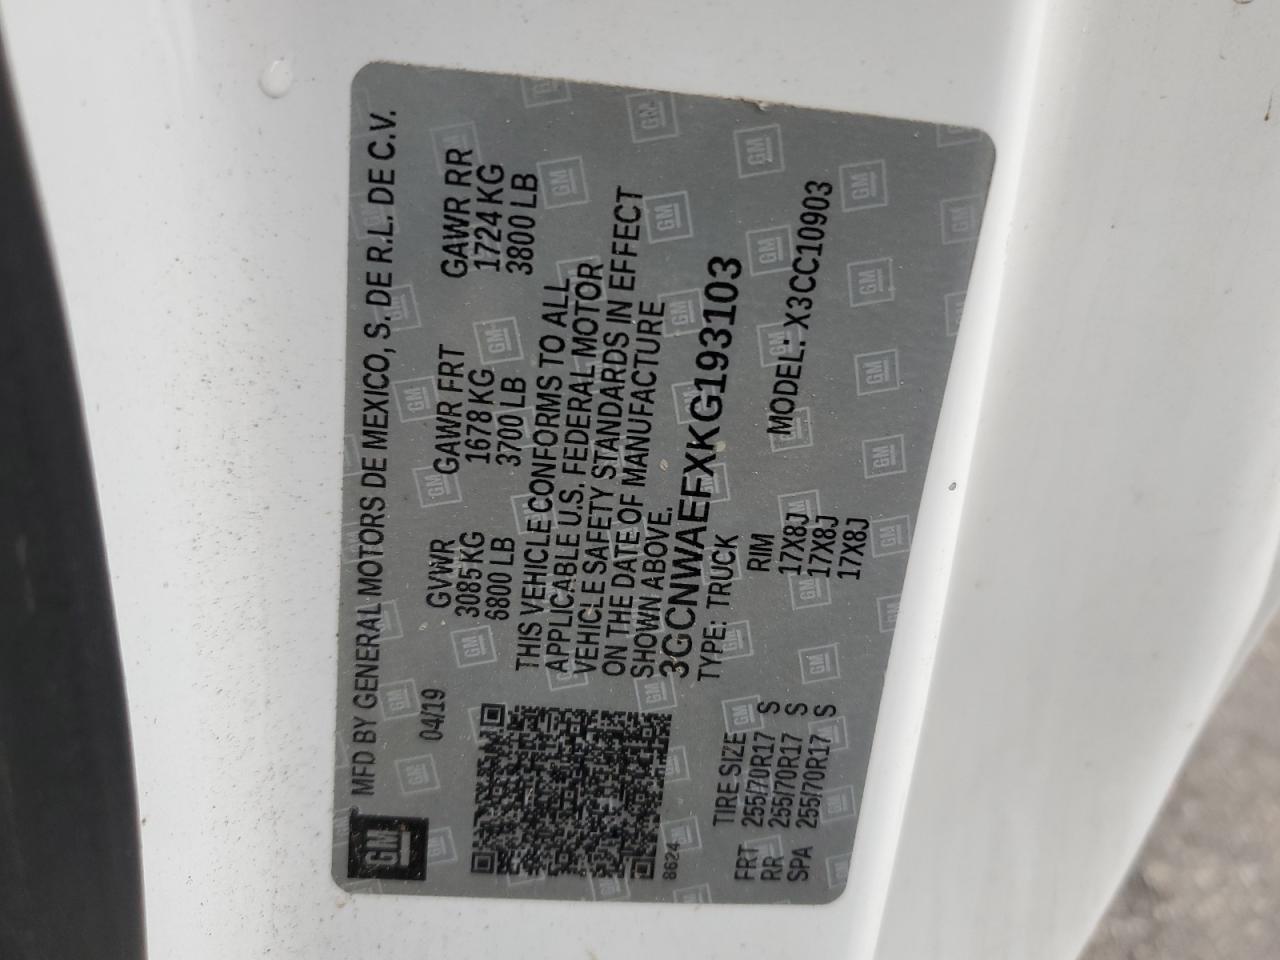 GM
MFD BY GENERAL MOTORS DE MEXICO, S. DE R.L. DE C.V.
04/19
GVWR GAWR FRT GAWR RR
3085KG 1678 KG 1724 KG
6800 LB 3700 LB 3800 LB
THIS VEHICLE CONFORMS TO ALL
APPLICABLE U.S. FEDERAL MOTOR
VEHICLE SAFETY STANDARDS IN EFFECT
ON THE DATE OF MANUFACTURE
SHOWN ABOVE.
3GCNWAEFXKG193103
8624
TYPE: TRUCK MODEL: X3CC10903
TIRE SIZE RIM
FRT 255/70R17 S 17X8J
RR 255/70R17 S 17X8J
SPA 255/70R17 S 17X8J